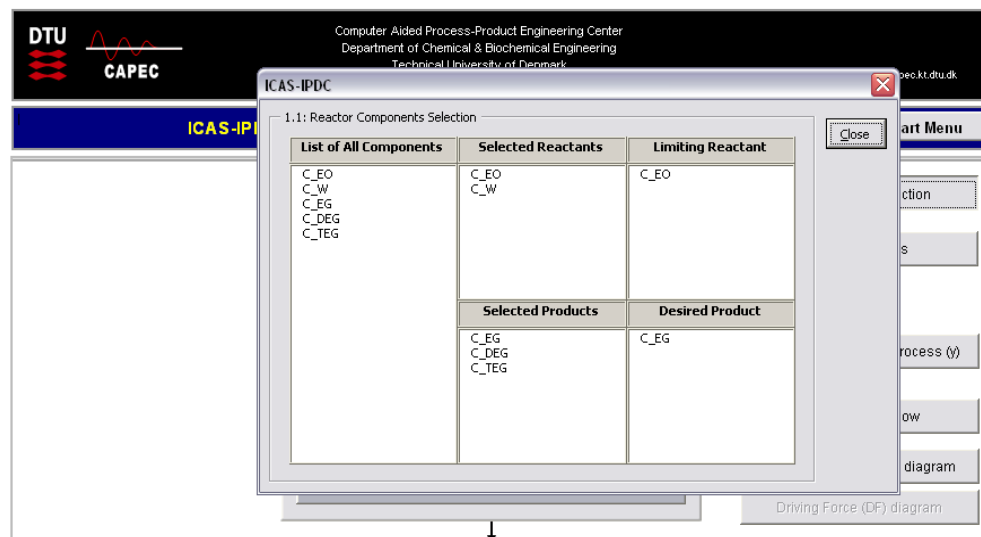 DTU
CAPEC
Computer Aided Process-Product Engineering Center
Department of Chemical & Biochemical Engineering
Technical University of Denmark
pec.kt.dtu.dk
ICAS-IPDC
ICAS-IP
art Menu
1.1: Reactor Components Selection
Close
List of All Components Selected Reactants Limiting Reactant
C_EO C_EO C_EO
C_W C_W
C_EG
C_DEG
C_TEG
Selected Products Desired Product
C_EG C_EG
C_DEG
C_TEG
ction
s
rocess (y)
ow
diagram
Driving Force (DF) diagram